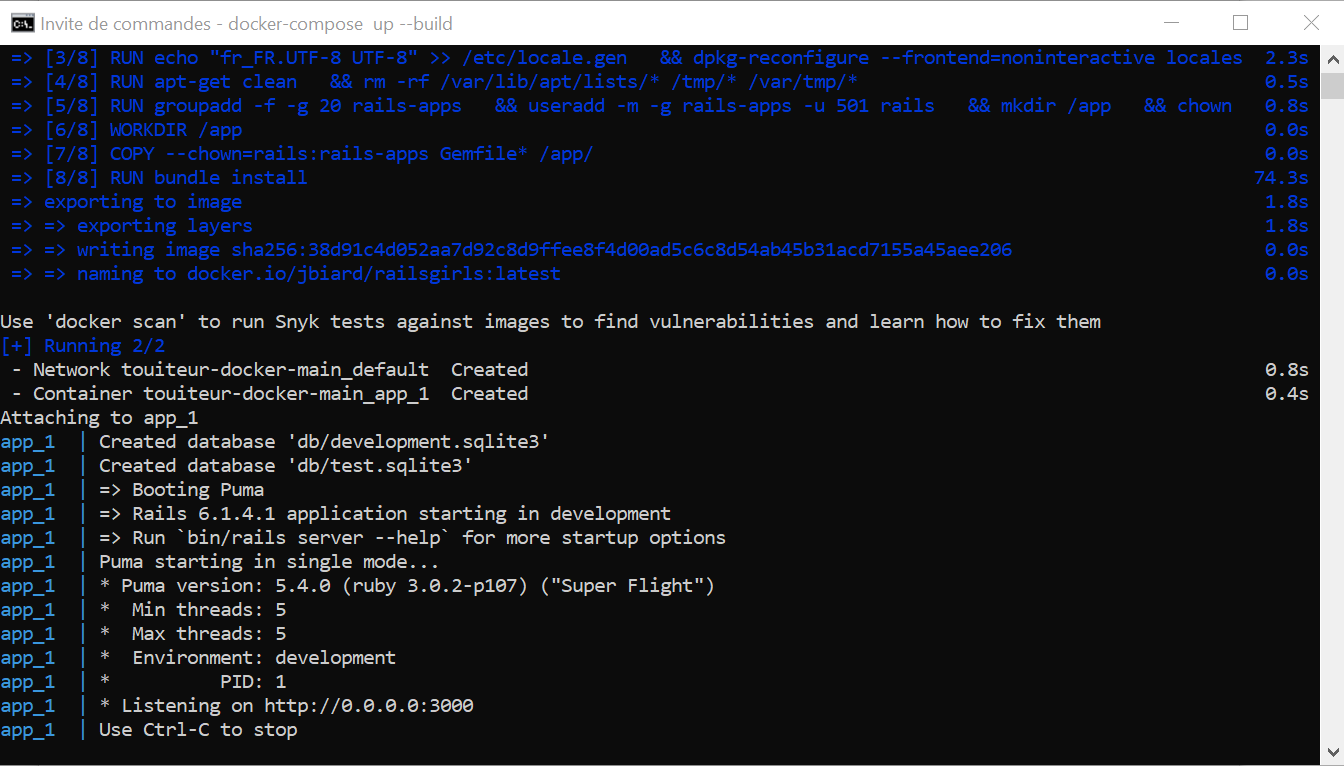 Invite de commandes - docker-compose  up --build
=> [3/8] RUN echo "fr_FR.UTF-8 UTF-8" >> /etc/locale.gen   && dpkg-reconfigure --frontend=noninteractive locales  2.3s
=> [4/8] RUN apt-get clean   && rm -rf /var/lib/apt/lists/* /tmp/* /var/tmp/*  0.5s
=> [5/8] RUN groupadd -f -g 20 rails-apps   && useradd -m -g rails-apps -u 501 rails   && mkdir /app   && chown  0.8s
=> [6/8] WORKDIR /app  0.0s
=> [7/8] COPY --chown=rails:rails-apps Gemfile* /app/  0.0s
=> [8/8] RUN bundle install  74.3s
=> exporting to image  1.8s
=> => exporting layers  1.8s
=> => writing image sha256:38d91c4d052aa7d92c8d9ffee8f4d00ad5c6c8d54ab45b31acd7155a45aee206  0.0s
=> => naming to docker.io/jbiard/railsgirls:latest  0.0s
Use 'docker scan' to run Snyk tests against images to find vulnerabilities and learn how to fix them
[+] Running 2/2
- Network touiteur-docker-main_default  Created  0.8s
- Container touiteur-docker-main_app_1  Created  0.4s
Attaching to app_1
app_1  | Created database 'db/development.sqlite3'
app_1  | Created database 'db/test.sqlite3'
app_1  | => Booting Puma
app_1  | => Rails 6.1.4.1 application starting in development
app_1  | => Run `bin/rails server --help` for more startup options
app_1  | Puma starting in single mode...
app_1  | * Puma version: 5.4.0 (ruby 3.0.2-p107) ("Super Flight")
app_1  | *  Min threads: 5
app_1  | *  Max threads: 5
app_1  | *  Environment: development
app_1  | *          PID: 1
app_1  | * Listening on http://0.0.0.0:3000
app_1  | Use Ctrl-C to stop